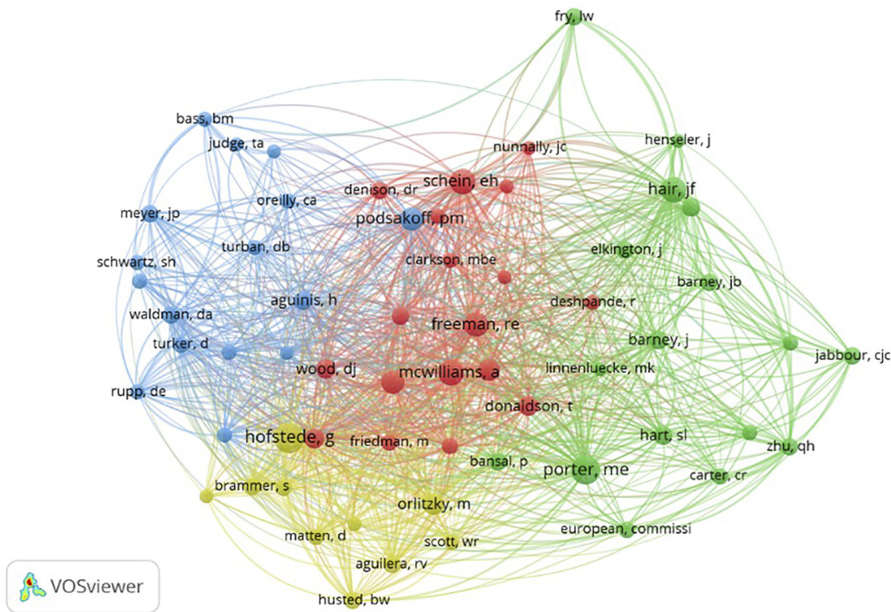 fry, lw
bass, bm
judge, ta
nunnally, jc
henseler, j
denison, dr
schein, eh
hair, jf
oreilly, ca
meyer, jp
podsakoff, pm
turban, db
elkington, j
schwartz, sh
clarkson, mbe
barney, jb
aguinis, h
deshpande, r
waldman, da
freeman, re
turker, d
barney, j
jabbour, cjc
wood, dj
mcwilliams, a
linnenluecke, mk
rupp, de
donaldson, t
hofstede, g
friedman, m
hart, sl
zhu, qh
bansal, p
porter, me
carter, cr
brammer, s
orlitzky, m
matten, d
scott, wr
european, commissi
aguilera, rv
husted, bw
VOSviewer